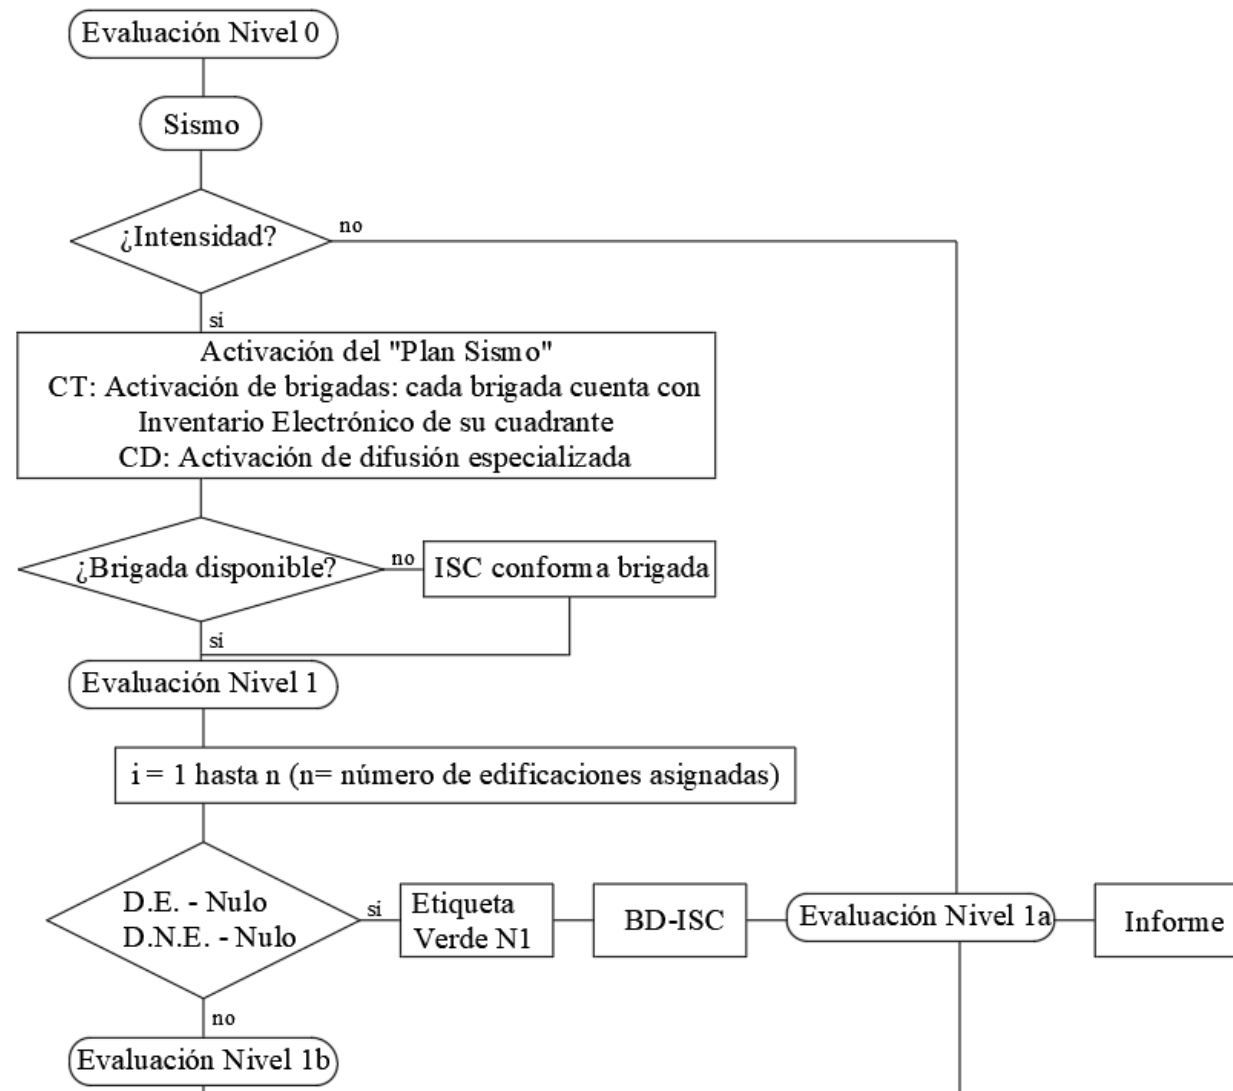 Evaluación Nivel 0
Sismo
¿Intensidad?
no
si
Activación del "Plan Sismo"
CT: Activación de brigadas: cada brigada cuenta con
Inventario Electrónico de su cuadrante
CD: Activación de difusión especializada
¿Brigada disponible?
no
ISC conforma brigada
si
Evaluación Nivel 1
i = 1 hasta n (n= número de edificaciones asignadas)
D.E. - Nulo
D.N.E. - Nulo
si
Etiqueta
Verde N1
BD-ISC
Evaluación Nivel 1a
Informe
no
Evaluación Nivel 1b